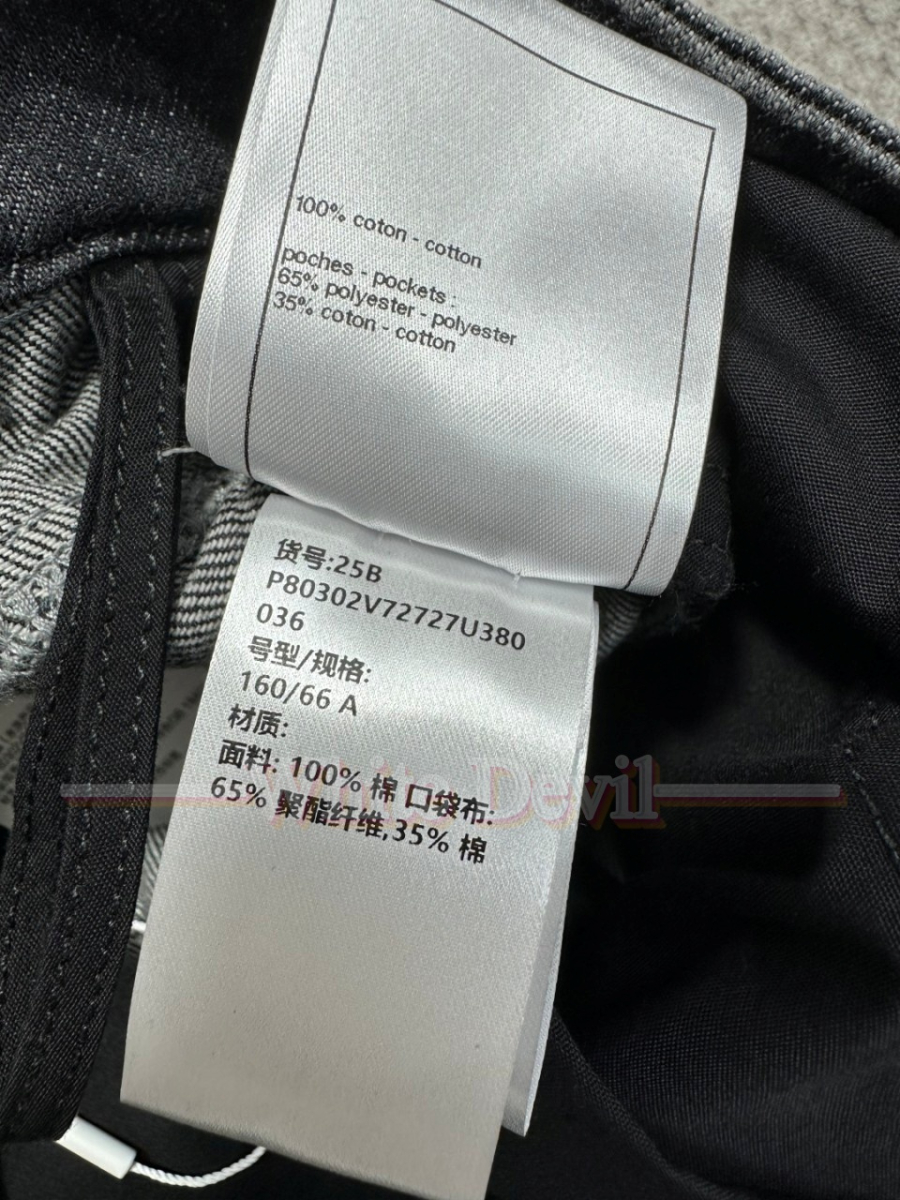 100% coton - cotton
poches - pockets :
65% polyester - polyester
35% coton - cotton
货号:25B
P80302V72727U380
036
号型/规格:
160/66 A
材质:
面料: 100% 棉 口袋布:
65% 聚酯纤维,35% 棉
White Devil